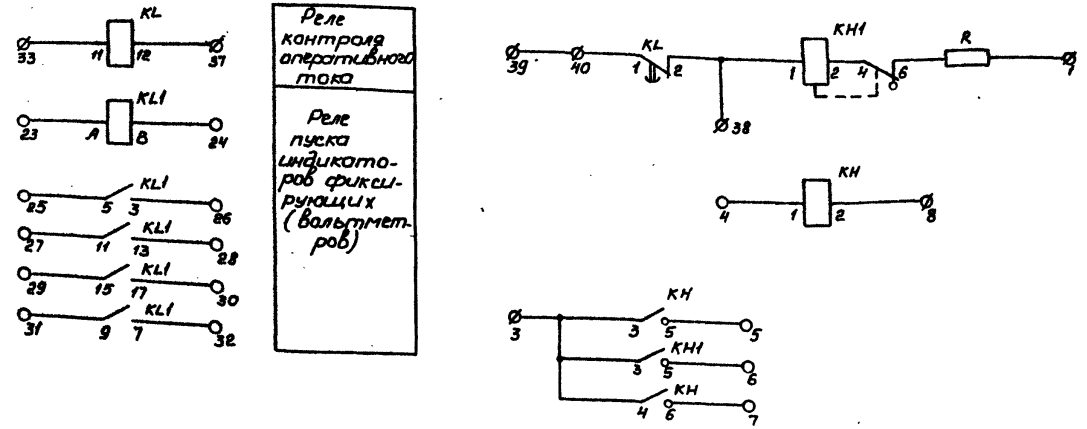 KL
33 11 12 37
KL1
23 A B 24
KL1
25 5 3 26
KL1
27 11 13 28
KL1
29 15 17 30
KL1
31 9 7 32
Реле
контроля
оперативного
тока
Реле
пуска
индикато-
ров фикси-
рующих
(вольтмет-
ров)
KL KH1 R
39 40 1 2 1 2 4 6 1
38
KH
4 1 2 8
KH
3 3 5 5
KH1
3 5 6
KH
4 6 7